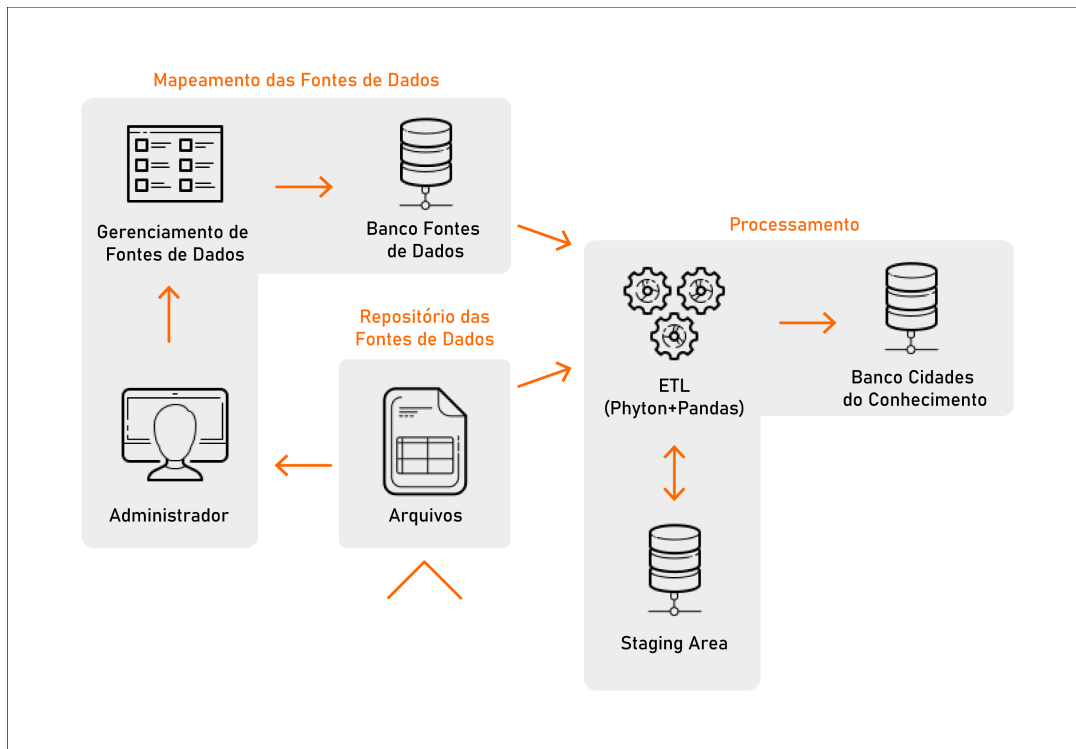 Mapeamento das Fontes de Dados
Gerenciamento de
Fontes de Dados
Banco Fontes
de Dados
Processamento
Repositório das
Fontes de Dados
ETL
(Phyton+Pandas)
Banco Cidades
do Conhecimento
Administrador
Arquivos
Staging Area